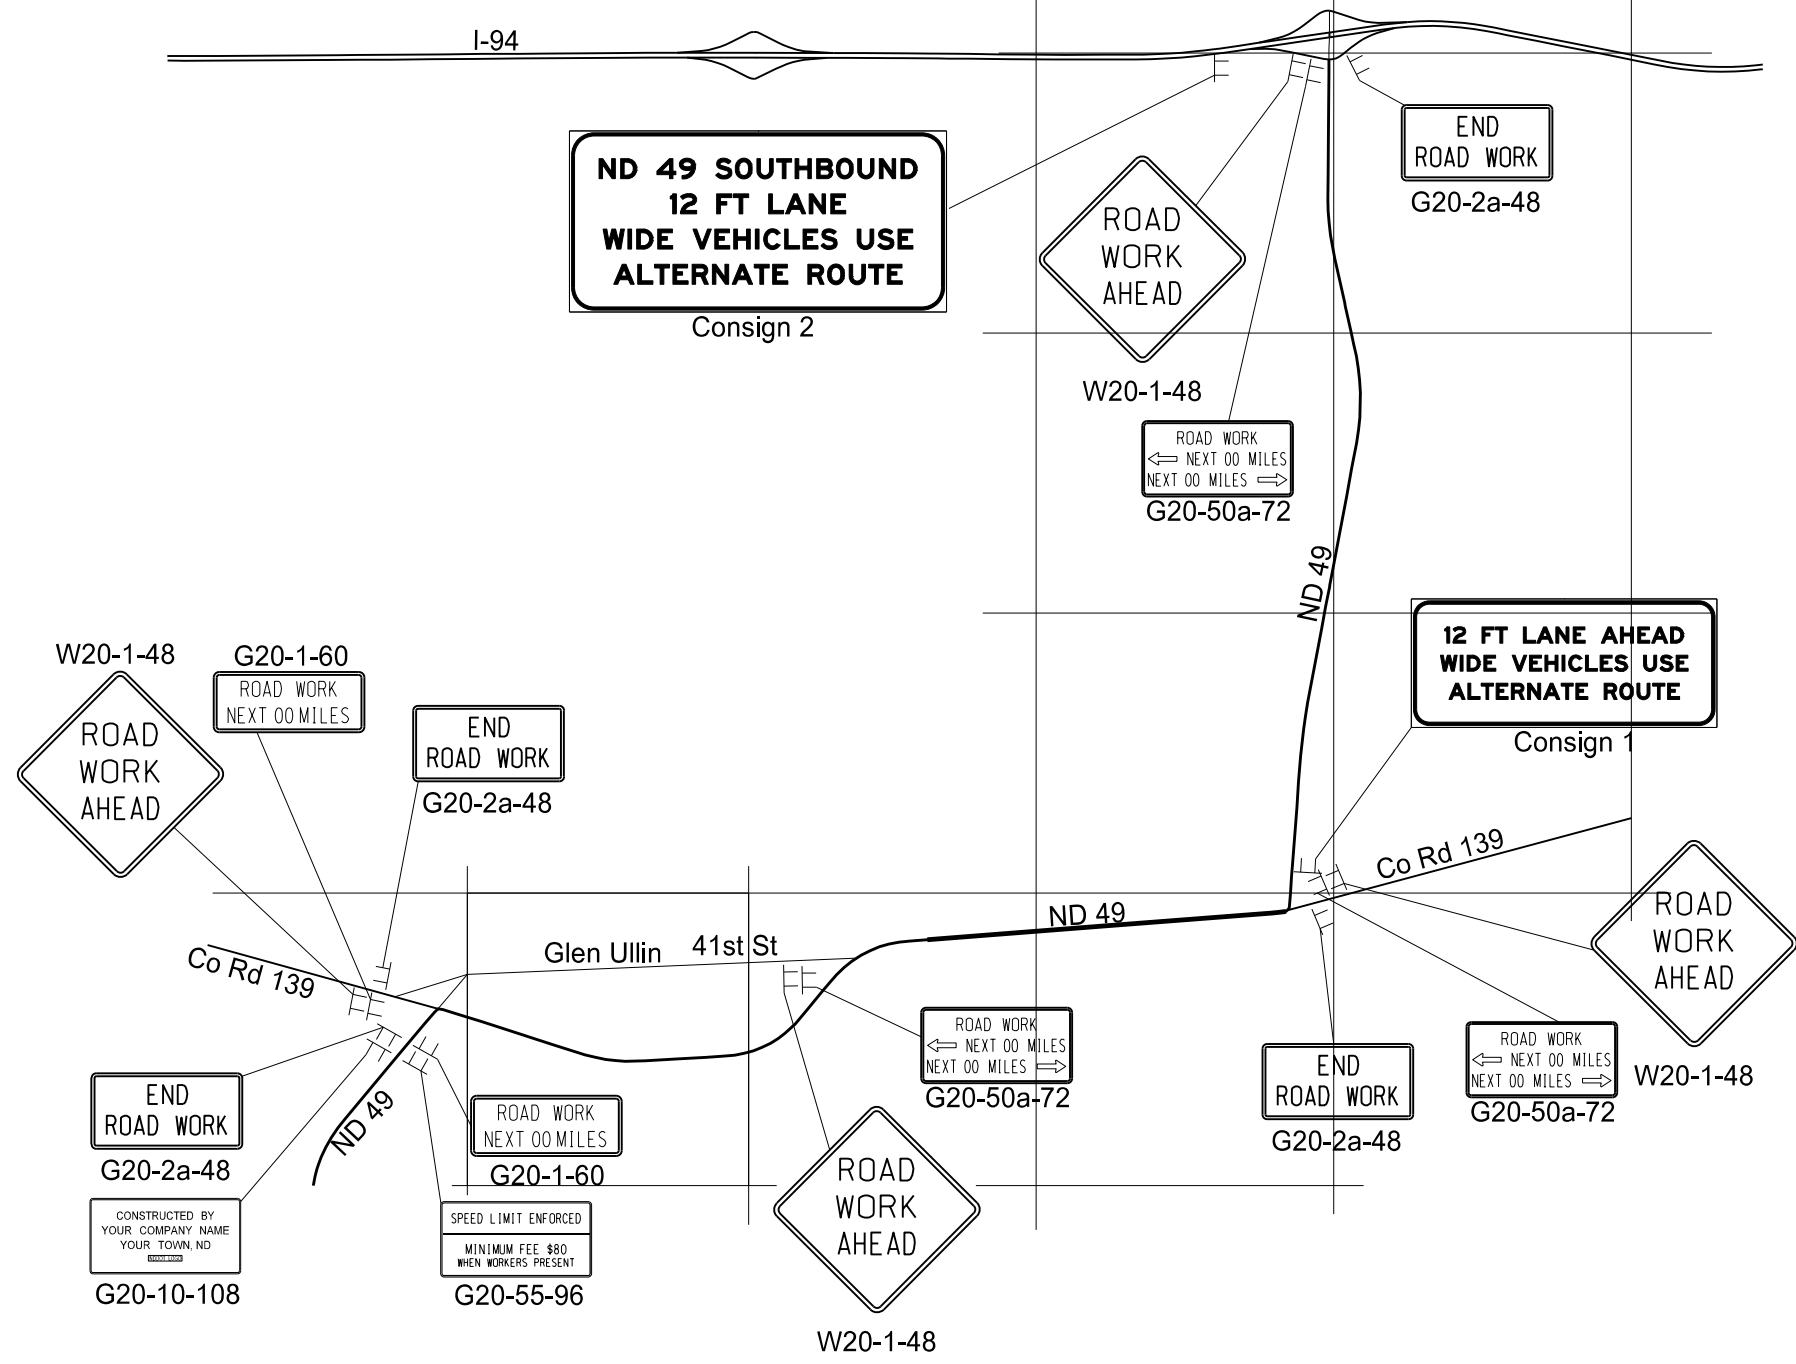 I-94
END
ROAD WORK
G20-2a-48
ND 49 SOUTHBOUND
12 FT LANE
WIDE VEHICLES USE
ALTERNATE ROUTE
Consign 2
ROAD
WORK
AHEAD
W20-1-48
ROAD WORK
NEXT 00 MILES
NEXT 00 MILES
G20-50a-72
ND 49
12 FT LANE AHEAD
WIDE VEHICLES USE
ALTERNATE ROUTE
Consign 1
W20-1-48
ROAD
WORK
AHEAD
G20-1-60
ROAD WORK
NEXT 00 MILES
END
ROAD WORK
G20-2a-48
Co Rd 139
ROAD
WORK
AHEAD
W20-1-48
ND 49
Glen Ullin
41st St
Co Rd 139
ROAD WORK
NEXT 00 MILES
NEXT 00 MILES
G20-50a-72
END
ROAD WORK
G20-2a-48
ROAD WORK
NEXT 00 MILES
NEXT 00 MILES
G20-50a-72
END
ROAD WORK
G20-2a-48
ND 49
ROAD WORK
NEXT 00 MILES
G20-1-60
CONSTRUCTED BY
YOUR COMPANY NAME
YOUR TOWN, ND
G20-10-108
SPEED LIMIT ENFORCED
MINIMUM FEE $80
WHEN WORKERS PRESENT
G20-55-96
ROAD
WORK
AHEAD
W20-1-48